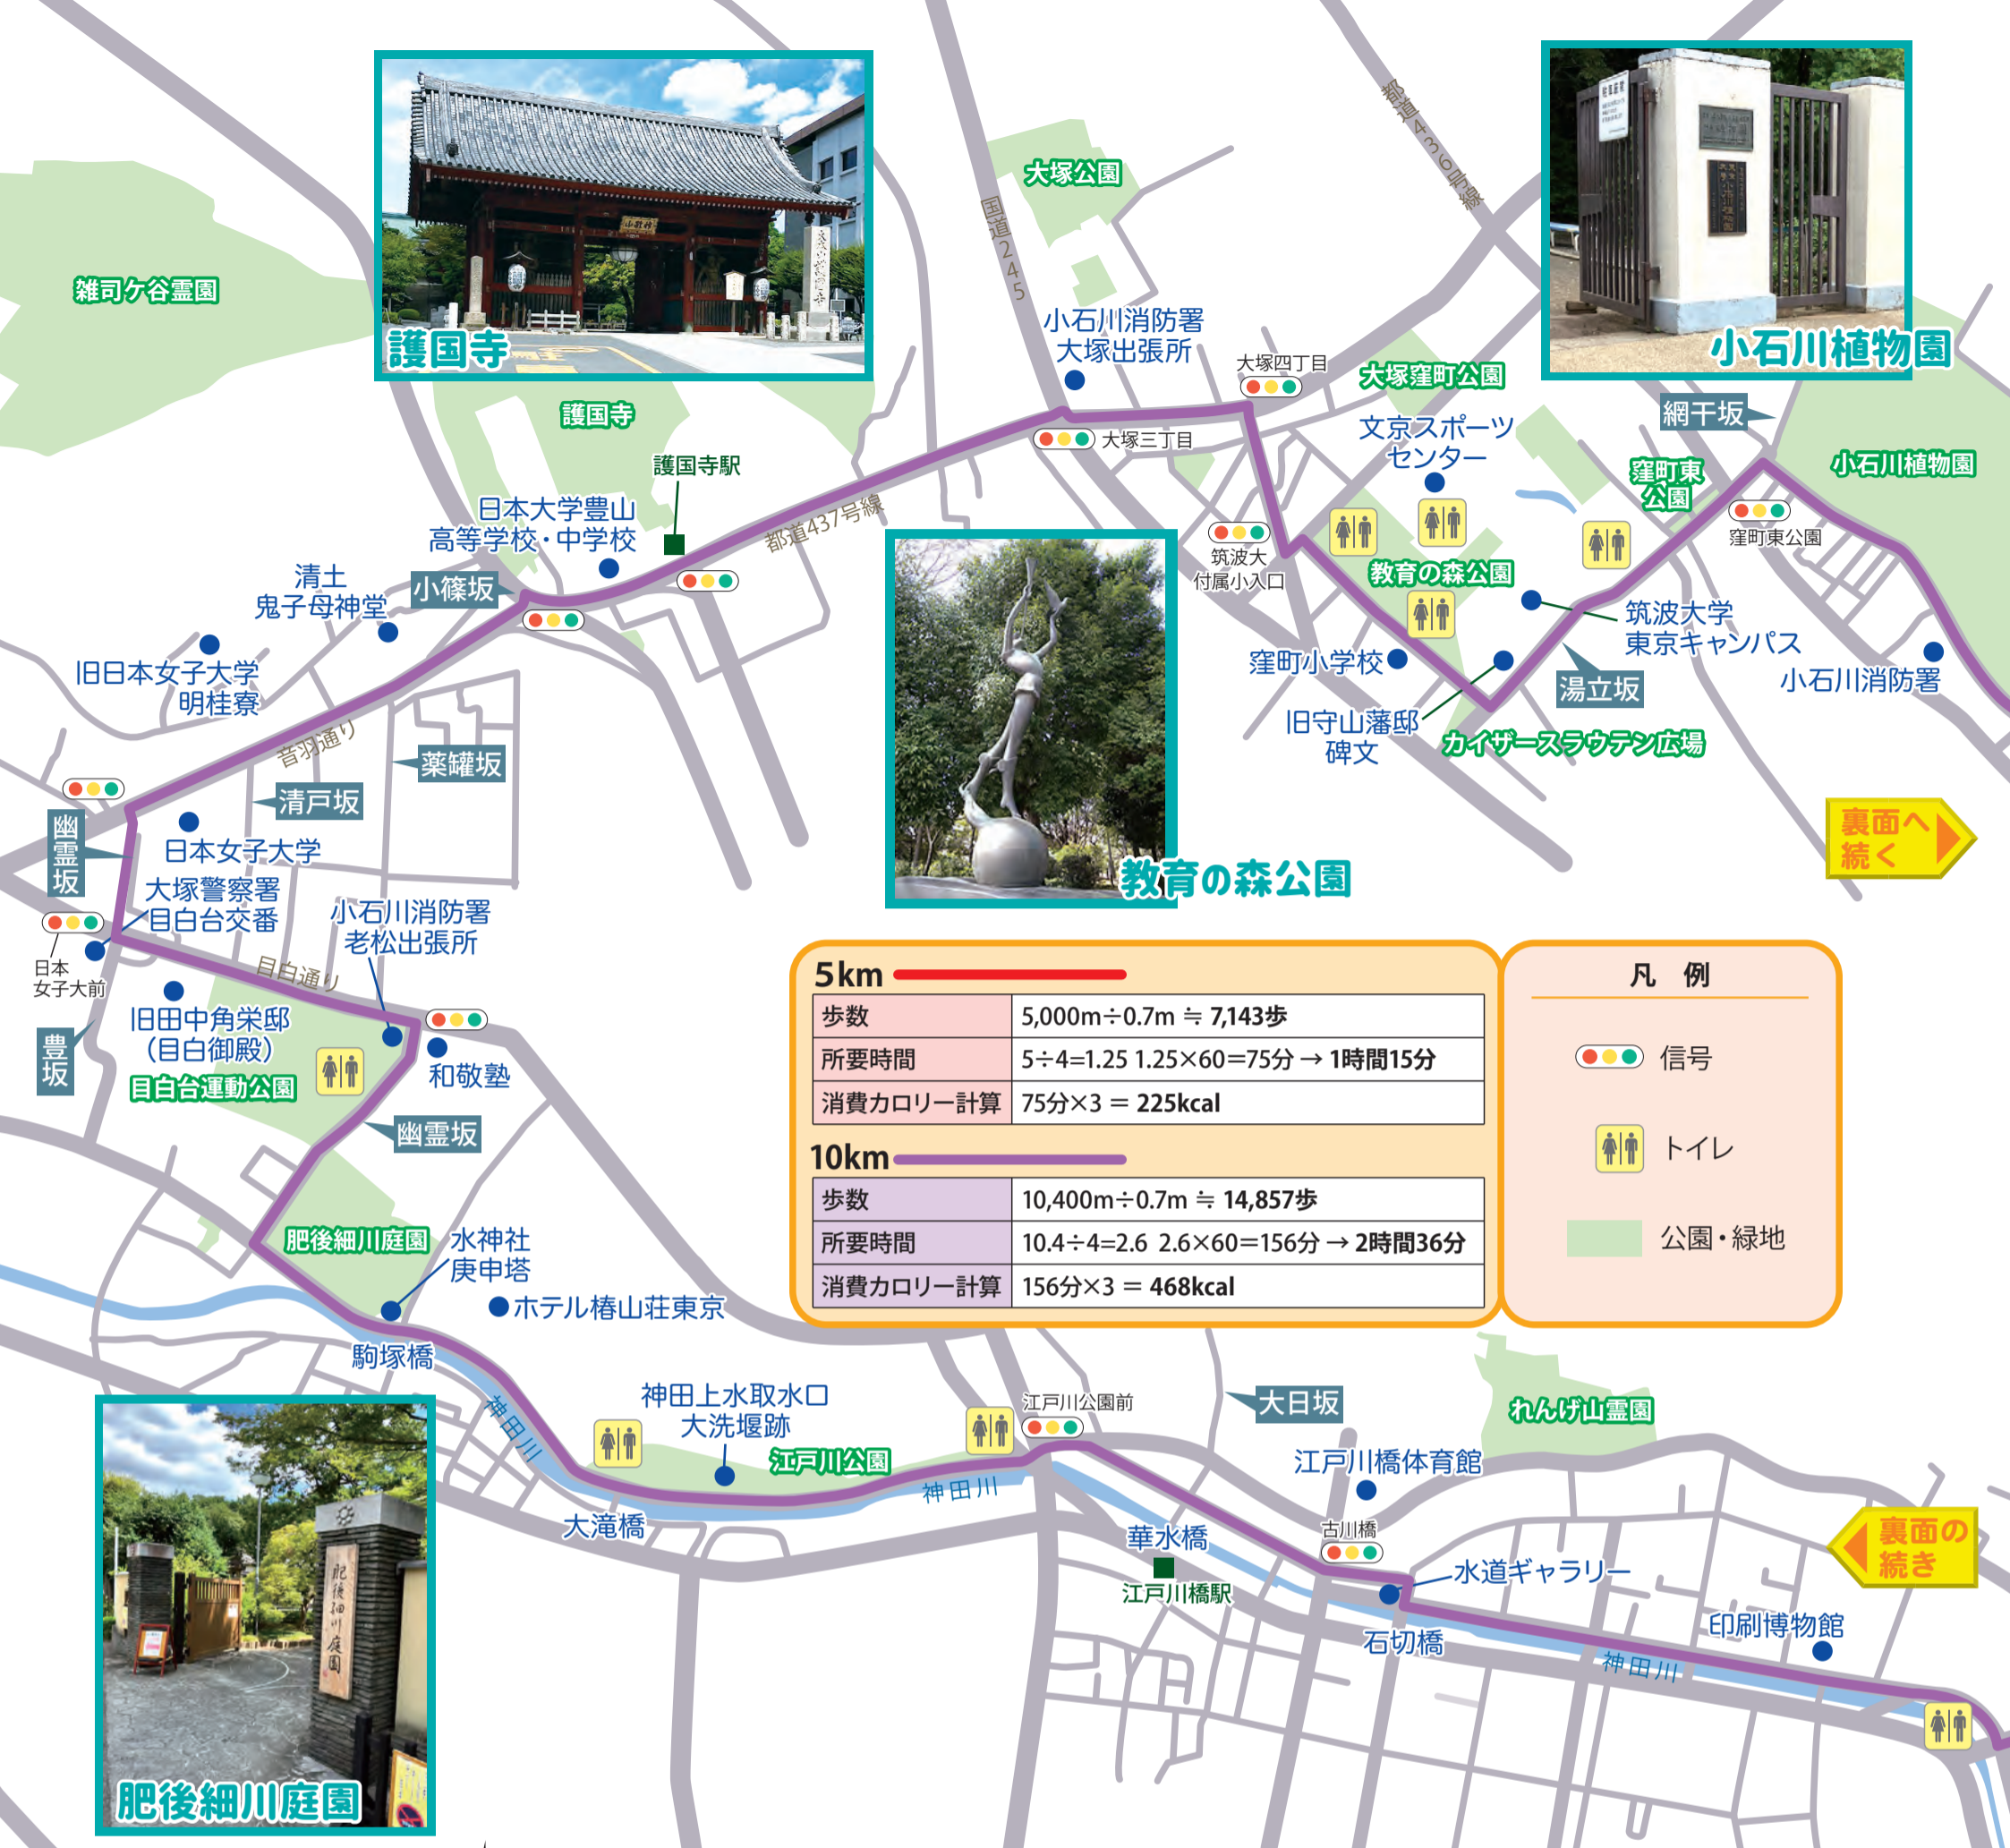 都道436号線
国道245
大塚公園
雑司ケ谷霊園
護国寺
小石川植物園
小石川消防署
大塚出張所
大塚四丁目
大塚窪町公園
網干坂
護国寺
文京スポーツ
センター
大塚三丁目
小石川植物園
窪町東
公園
護国寺駅
都道437号線
日本大学豊山
高等学校・中学校
筑波大
付属小入口
窪町東公園
教育の森公園
清土
鬼子母神堂
小篠坂
筑波大学
東京キャンパス
旧日本女子大学
明桂寮
窪町小学校
湯立坂
小石川消防署
旧守山藩邸
碑文
カイザースラウテン広場
音羽通り
薬罐坂
清戸坂
幽霊坂
日本女子大学
裏面へ
続く
教育の森公園
大塚警察署
目白台交番
小石川消防署
老松出張所
日本
女子大前
目白通り
旧田中角栄邸
（目白御殿）
豊坂
目白台運動公園
和敬塾
幽霊坂
5km
歩数
5,000m÷0.7m ≒ 7,143歩
所要時間
5÷4=1.25 1.25×60＝75分 → 1時間15分
消費カロリー計算
75分×3 ＝ 225kcal
10km
歩数
10,400m÷0.7m ≒ 14,857歩
所要時間
10.4÷4=2.6 2.6×60＝156分 → 2時間36分
消費カロリー計算
156分×3 ＝ 468kcal
凡 例
信号
トイレ
公園・緑地
肥後細川庭園
水神社
庚申塔
ホテル椿山荘東京
駒塚橋
神田川
神田上水取水口
大洗堰跡
江戸川公園
江戸川公園前
大日坂
れんげ山霊園
江戸川橋体育館
神田川
大滝橋
華水橋
古川橋
江戸川橋駅
水道ギャラリー
裏面の
続き
石切橋
印刷博物館
神田川
肥後細川庭園
肥後細川庭園